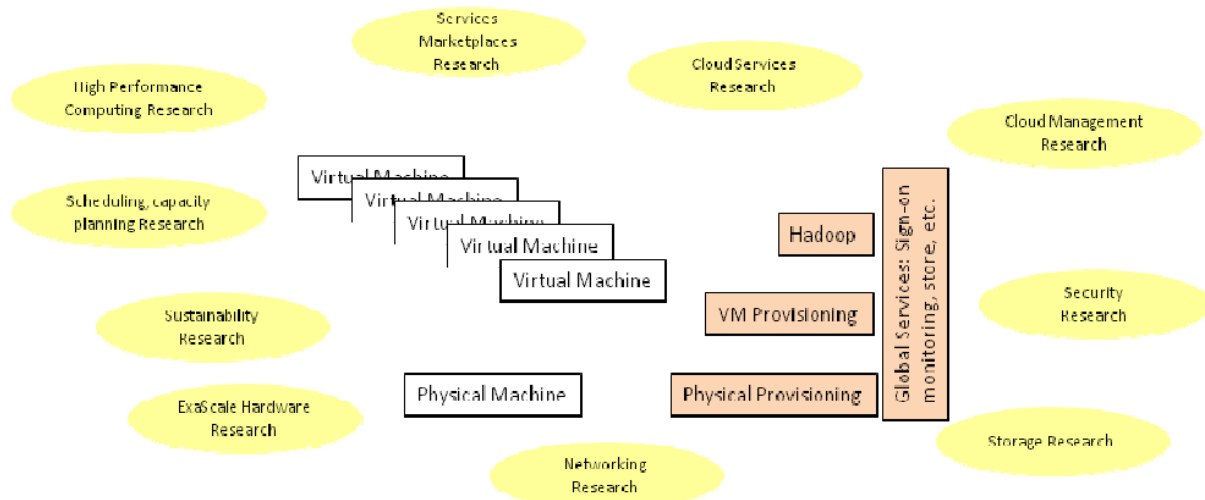 Services
Marketplaces
Research
Cloud Services
Research
High Performance
Computing Research
Cloud Management
Research
Virtual Machine
Virtual Machine
Virtual Machine
Virtual Machine
Virtual Machine
Scheduling, capacity
planning Research
Hadoop
Global Services: Sign-on
monitoring, store, etc.
Sustainability
Research
VM Provisioning
Security
Research
Physical Machine
Physical Provisioning
ExaScale Hardware
Research
Storage Research
Networking
Research